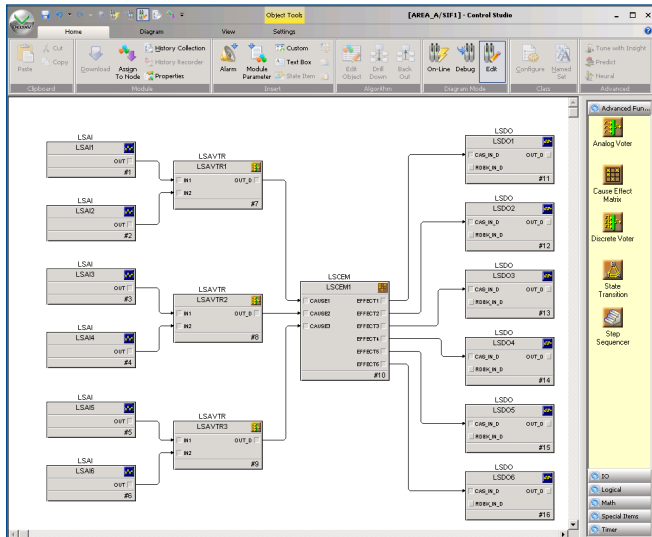 Object Tools
[AREA_A/SIF1] - Control Studio
Home
Diagram
View
Settings
Paste
Cut
Copy
Clipboard
Download
Assign To Node
History Collection
History Recorder
Properties
Module
Alarm
Module Parameter
Custom
Text Box
State Item
Insert
Edit Object
Drill Down
Back Out
Algorithm
On-Line
Debug
Edit
Diagram Mode
Configure
Named Set
Class
Tune with Insight
Predict
Neural
Advanced
LSAI
LSAI1
OUT
#1
LSAI
LSAI2
OUT
#2
LSAVTR
LSAVTR1
IN1
OUT_D
IN2
#7
LSAI
LSAI3
OUT
#3
LSAI
LSAI4
OUT
#4
LSAVTR
LSAVTR2
IN1
OUT_D
IN2
#8
LSAI
LSAI5
OUT
#5
LSAI
LSAI6
OUT
#6
LSAVTR
LSAVTR3
IN1
OUT_D
IN2
#9
LSCEM
LSCEM1
CAUSE1
EFFECT1
CAUSE2
EFFECT2
CAUSE3
EFFECT3
EFFECT4
EFFECT5
EFFECT6
#10
LSDO
LSDO1
CAS_IN_D
OUT_D
RDBK_IN_D
#11
LSDO
LSDO2
CAS_IN_D
OUT_D
RDBK_IN_D
#12
LSDO
LSDO3
CAS_IN_D
OUT_D
RDBK_IN_D
#13
LSDO
LSDO4
CAS_IN_D
OUT_D
RDBK_IN_D
#14
LSDO
LSDO5
CAS_IN_D
OUT_D
RDBK_IN_D
#15
LSDO
LSDO6
CAS_IN_D
OUT_D
RDBK_IN_D
#16
Advanced Fun...
Analog Voter
Cause Effect
Matrix
Discrete Voter
State
Transition
Step
Sequencer
IO
Logical
Math
Special Items
Timer